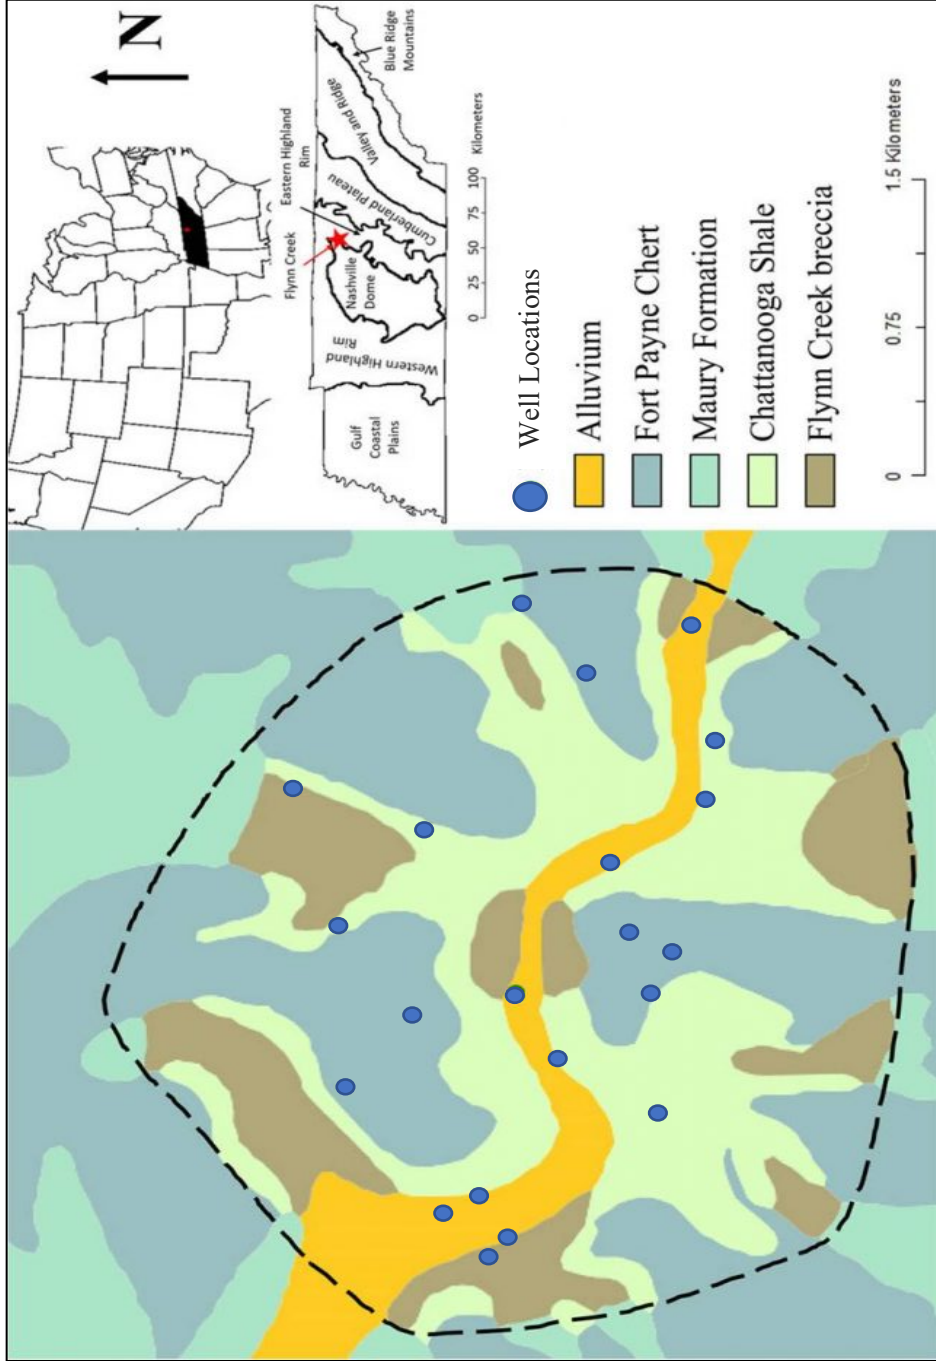 N
Flynn Creek
Eastern Highland
Rim
Blue Ridge
Mountains
Valley and Ridge
Cumberland Plateau
Nashville
Dome
Western Highland
Rim
Gulf
Coastal
Plains
0 25 50 75 100
Kilometers
Well Locations
Alluvium
Fort Payne Chert
Maury Formation
Chattanooga Shale
Flynn Creek breccia
0 0.75 1.5 Kilometers